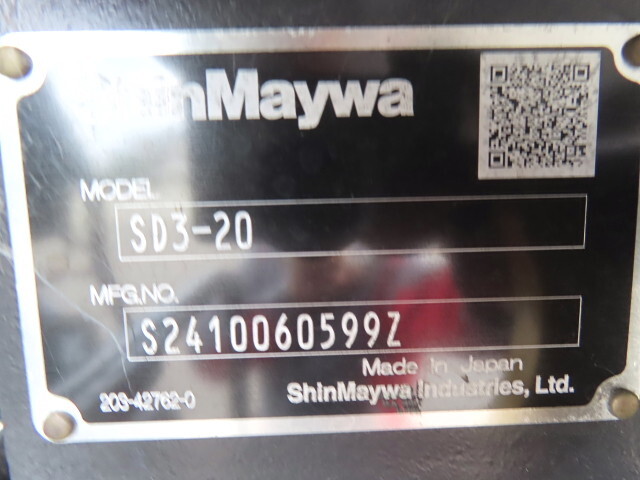 ShinMaywa
MODEL
SD3-20
MFG.NO.
S2410060599Z
Made In Japan
203-42762-0
ShinMaywa Industries, Ltd.